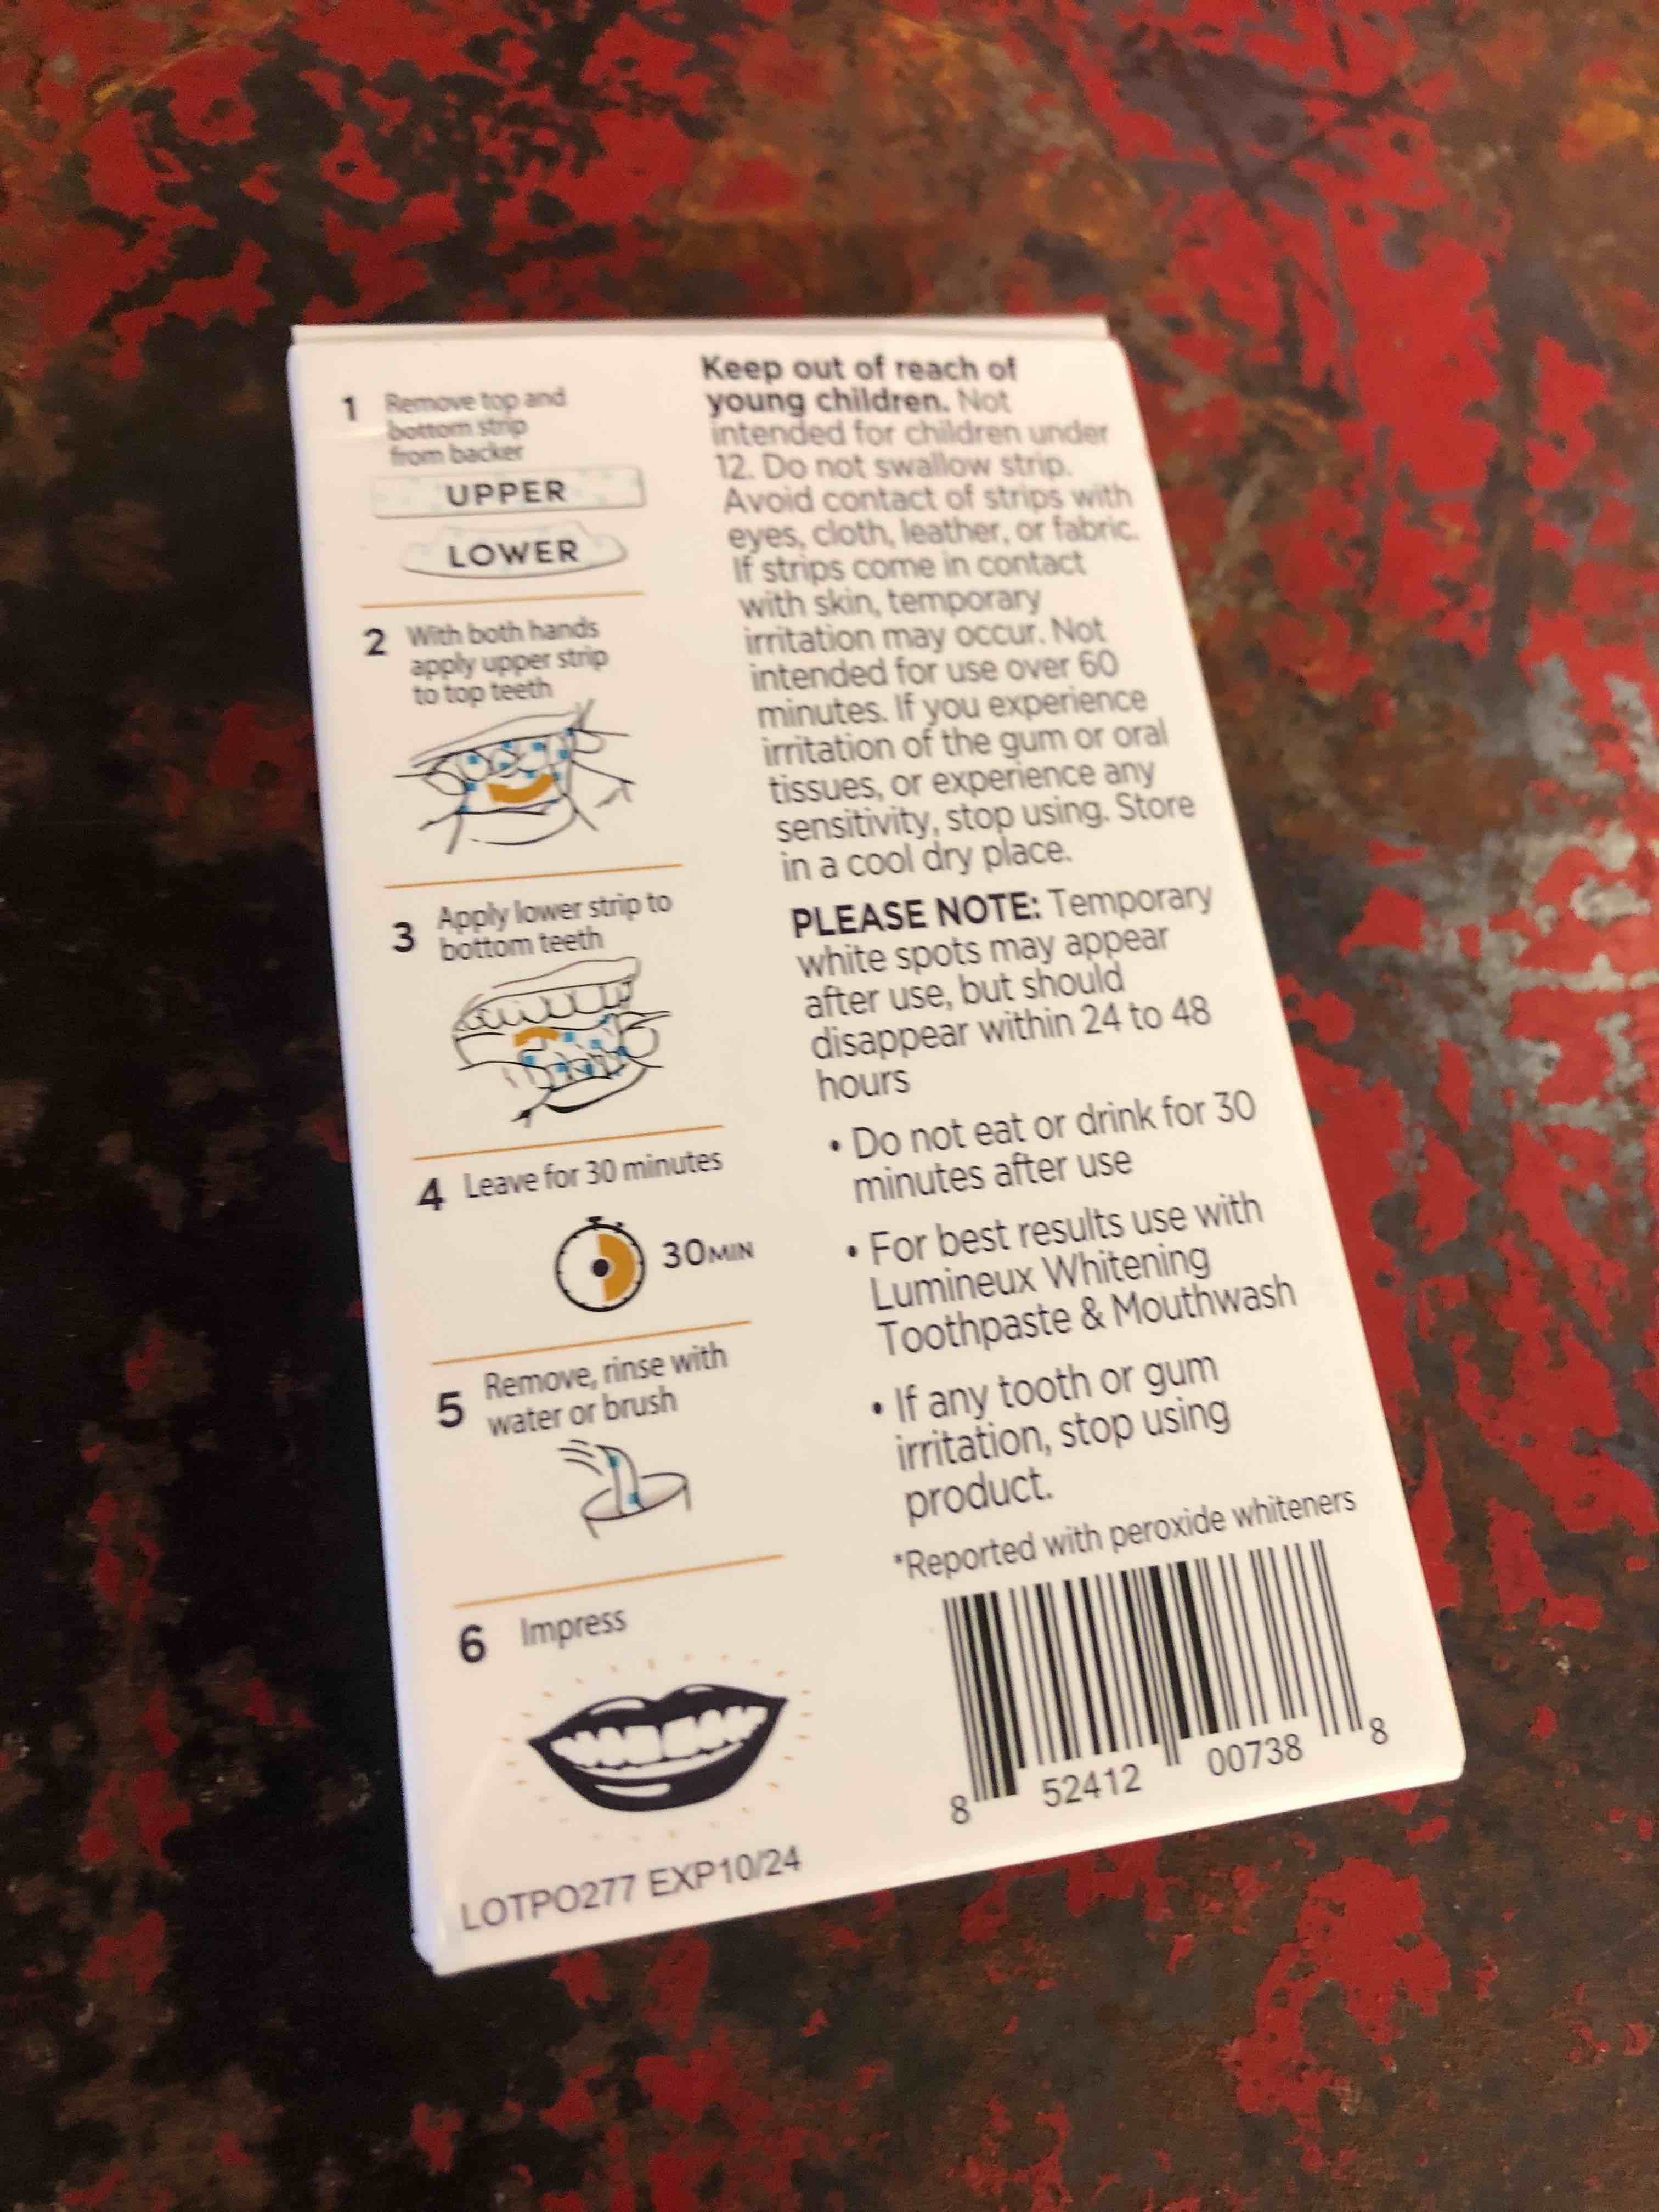 1 Remove top and
bottom strip
from backer
UPPER
LOWER
2 With both hands
apply upper strip
to top teeth
3 Apply lower strip to
bottom teeth
4 Leave for 30 minutes
30 MIN
5 Remove, rinse with
water or brush
6 Impress
LOTPO277 EXP10/24
Keep out of reach of
young children. Not
intended for children under
12. Do not swallow strip.
Avoid contact of strips with
eyes, cloth, leather, or fabric.
If strips come in contact
with skin, temporary
irritation may occur. Not
intended for use over 60
minutes. If you experience
irritation of the gum or oral
tissues, or experience any
sensitivity, stop using. Store
in a cool dry place.
PLEASE NOTE: Temporary
white spots may appear
after use, but should
disappear within 24 to 48
hours
• Do not eat or drink for 30
minutes after use
• For best results use with
Lumineux Whitening
Toothpaste & Mouthwash
• If any tooth or gum
irritation, stop using
product.
*Reported with peroxide whiteners
8 52412 00738 8